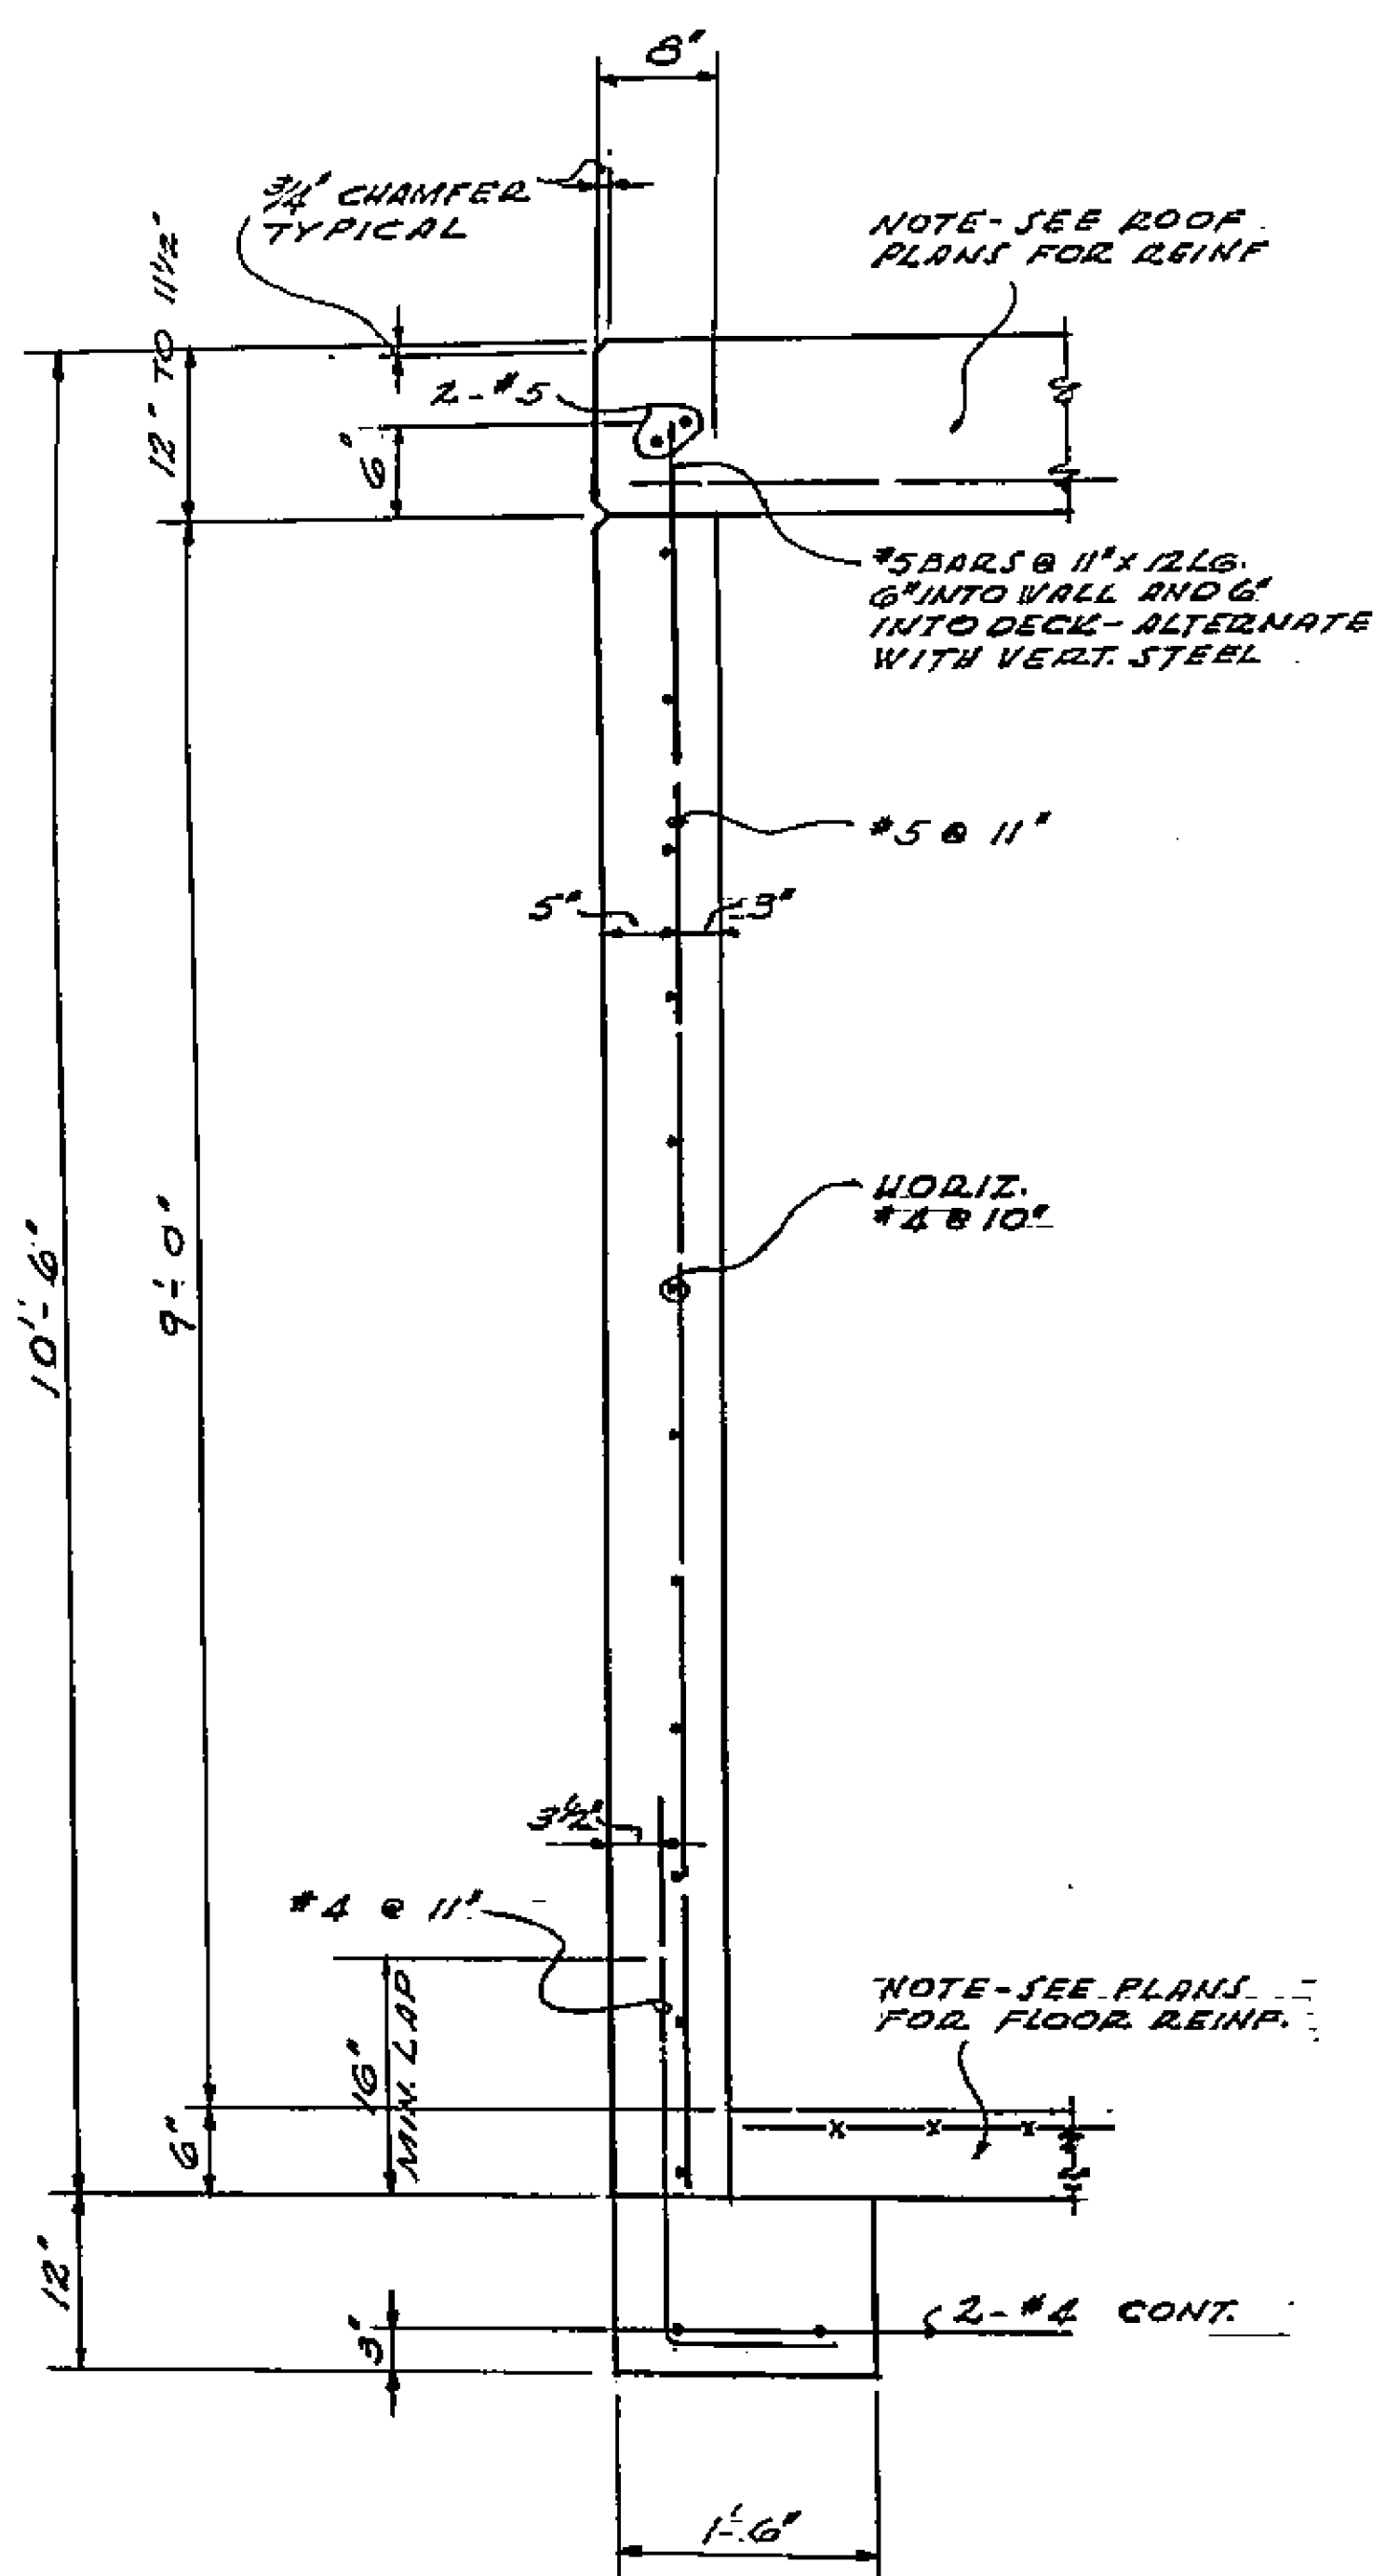 8"
3/4" CHAMFER
TYPICAL
NOTE-SEE ROOF
PLANS FOR REINF
12" TO 11 1/2"
2-#5
6"
#5 BARS @ 11" X 12 LG.
6" INTO WALL AND 6"
INTO DECK-ALTERNATE
WITH VERT. STEEL
#5 @ 11"
5"
3"
HORIZ.
#4 @ 10"
10'-6"
9'-0"
3 1/2"
#4 @ 11"
16"
MIN. LAP
NOTE-SEE PLANS
FOR FLOOR REINF.
6"
12"
3"
2-#4 CONT.
1'-6"